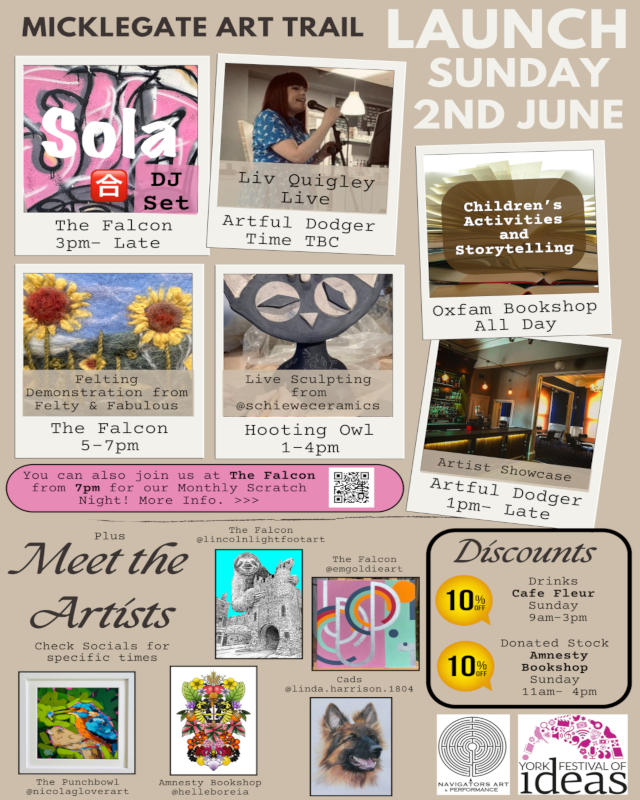 MICKLEGATE ART TRAIL
LAUNCH
SUNDAY
2ND JUNE
Sola
合
DJ
Set
The Falcon
3pm- Late
Liv Quigley
Live
Artful Dodger
Time TBC
Children's
Activities
and
Storytelling
Oxfam Bookshop
All Day
Felting
Demonstration from
Felty & Fabulous
The Falcon
5-7pm
Live Sculpting
from
@schieweceramics
Hooting Owl
1-4pm
Artist Showcase
Artful Dodger
1pm- Late
You can also join us at The Falcon
from 7pm for our Monthly Scratch
Night! More Info. >>>
Plus
Meet the
Artists
Check Socials for
specific times
The Falcon
@lincolnlightfootart
The Falcon
@emgoldieart
Cads
@linda.harrison.1804
The Punchbowl
@nicolagloverart
Amnesty Bookshop
@helleboreia
Discounts
10% OFF
Drinks
Cafe Fleur
Sunday
9am-3pm
10% OFF
Donated Stock
Amnesty
Bookshop
Sunday
11am- 4pm
NAVIGATORS ART
& PERFORMANCE
YORK FESTIVAL OF
ideas